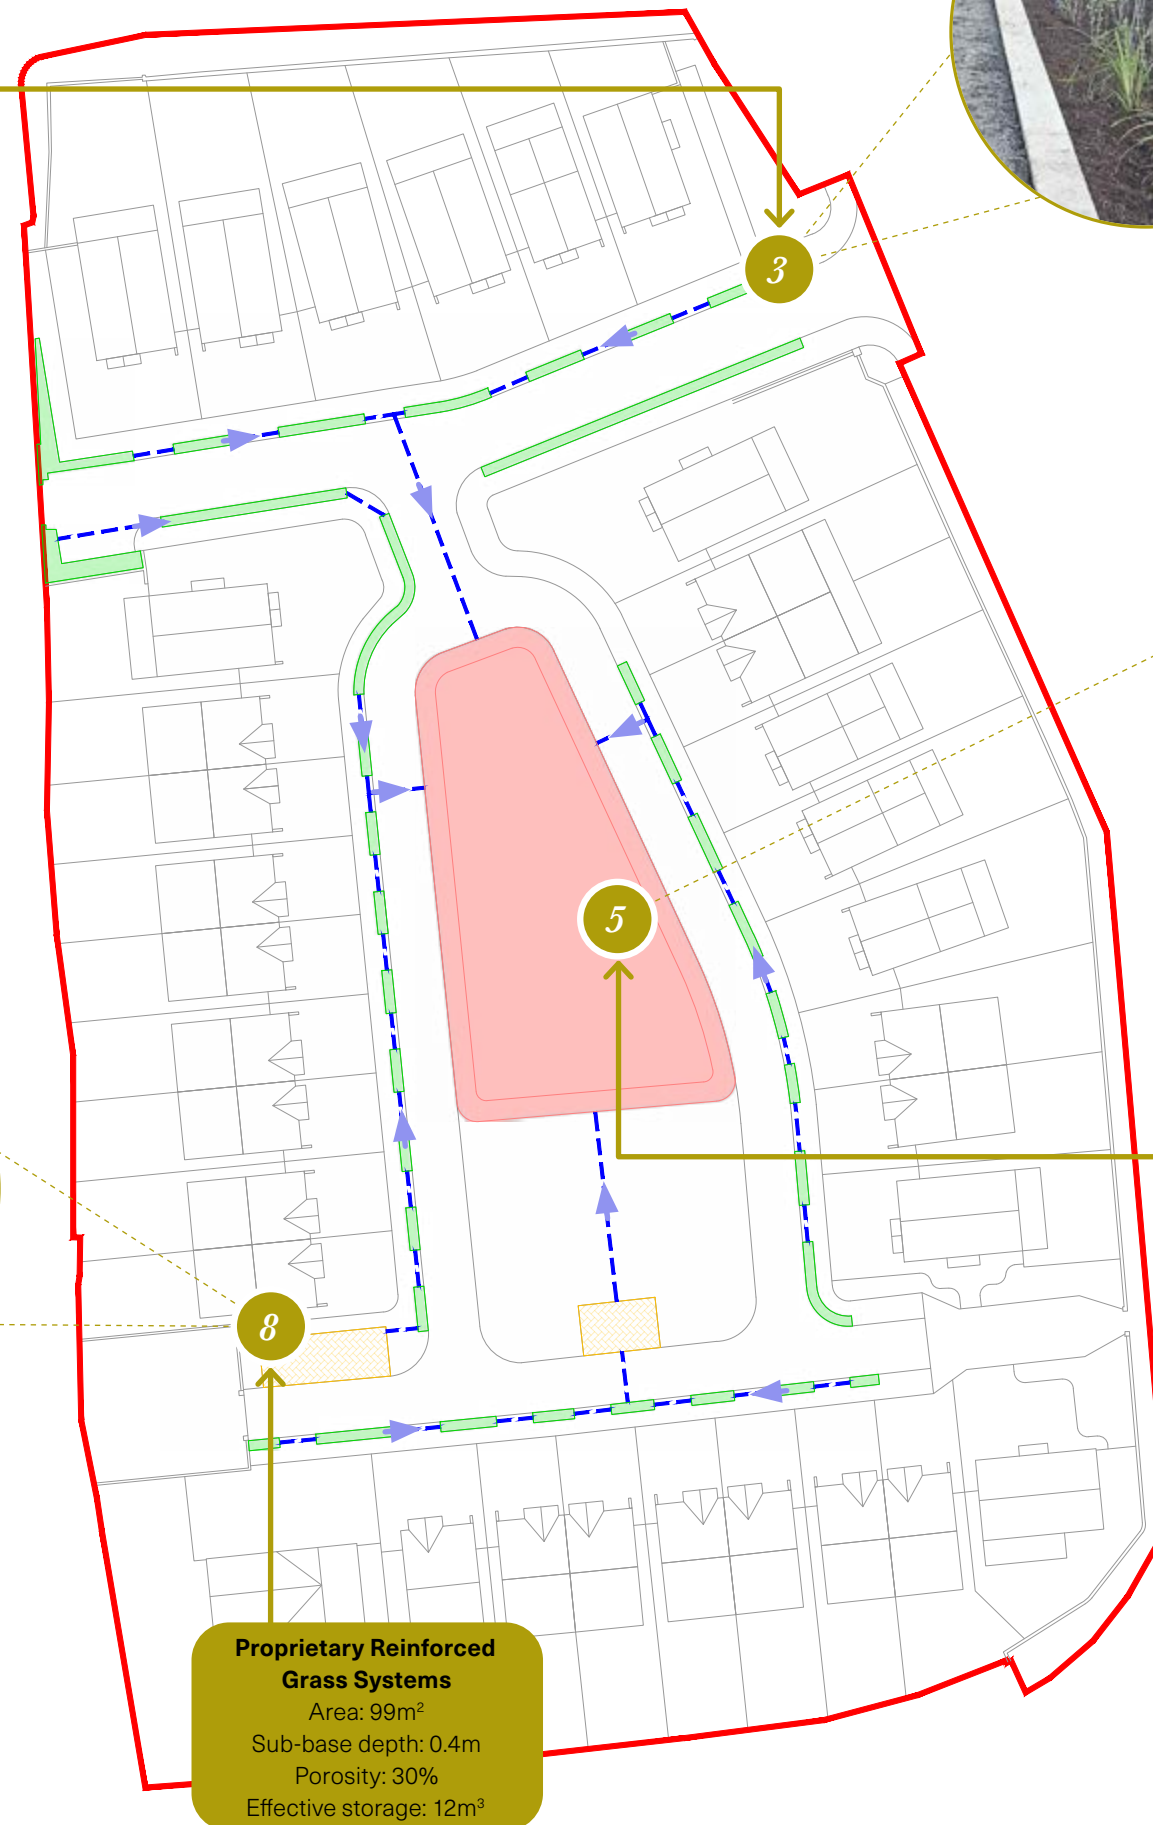 3
5
8
Proprietary Reinforced
Grass Systems
Area: 99m²
Sub-base depth: 0.4m
Porosity: 30%
Effective storage: 12m³